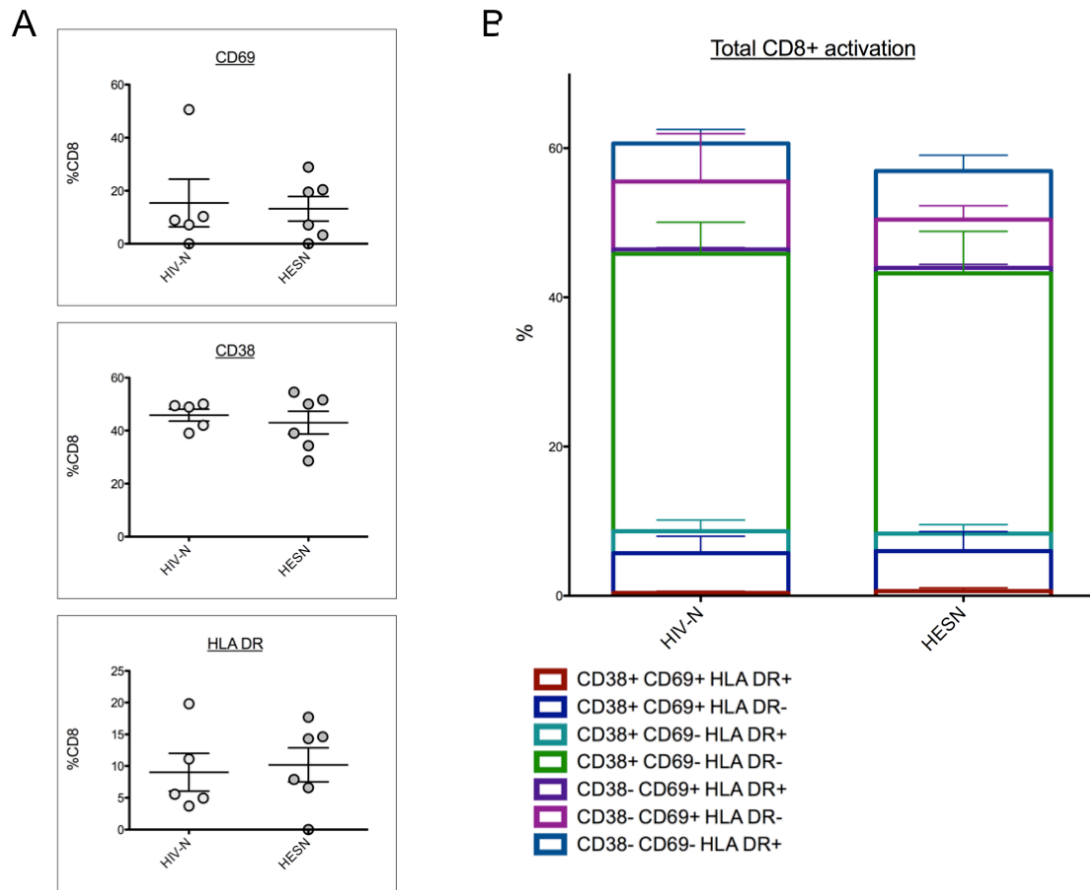 A
CD69
%CD8
60
40
20
0
HIV-N
HESN
CD38
%CD8
60
40
20
0
HIV-N
HESN
HLA DR
%CD8
25
20
15
10
5
0
HIV-N
HESN
B
Total CD8+ activation
%
60
40
20
0
HIV-N
HESN
CD38+ CD69+ HLA DR+
CD38+ CD69+ HLA DR-
CD38+ CD69- HLA DR+
CD38+ CD69- HLA DR-
CD38- CD69+ HLA DR+
CD38- CD69+ HLA DR-
CD38- CD69- HLA DR+